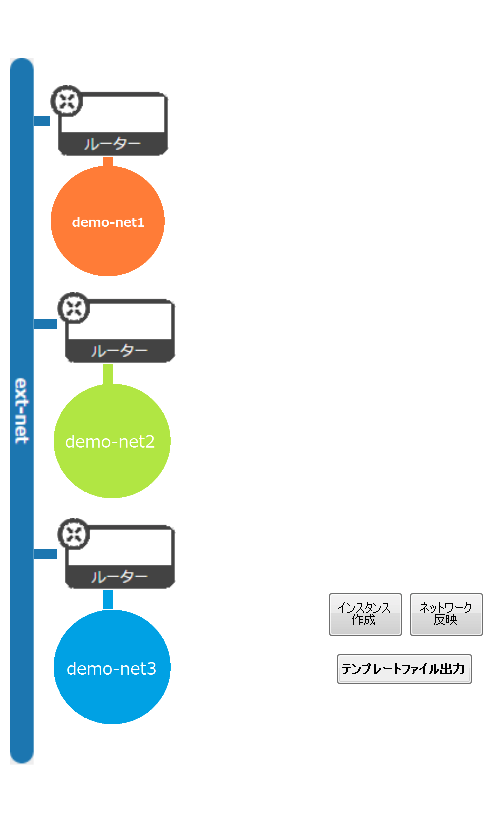 ルーター
demo-net1
ルーター
ext-net
demo-net2
ルーター
インスタンス
作成
ネットワーク
反映
テンプレートファイル出力
demo-net3